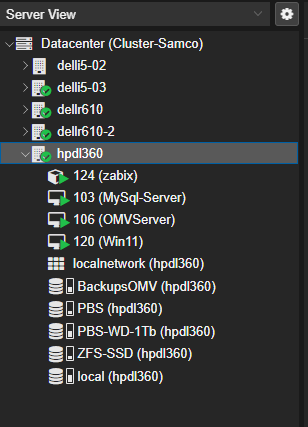 Server View
Datacenter (Cluster-Samco)
delli5-02
delli5-03
dellr610
dellr610-2
hpdl360
124 (zabix)
103 (MySql-Server)
106 (OMVServer)
120 (Win11)
localnetwork (hpdl360)
BackupsOMV (hpdl360)
PBS (hpdl360)
PBS-WD-1Tb (hpdl360)
ZFS-SSD (hpdl360)
local (hpdl360)